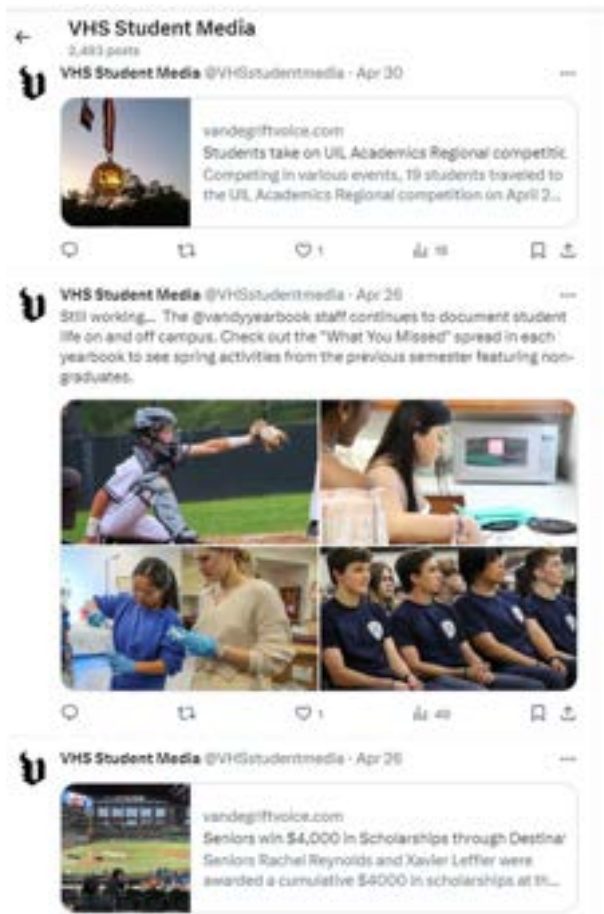 VHS Student Media
2,493 posts
VHS Student Media @VHSstudentmedia · Apr 30
vandegriftvoice.com
Students take on UIL Academics Regional competitic
Competing in various events, 19 students traveled to
the UIL Academics Regional competition on April 2...
1
VHS Student Media @VHSstudentmedia · Apr 26
Still working... The @vandyyearbook staff continues to document student
life on and off campus. Check out the "What You Missed" spread in each
yearbook to see spring activities from the previous semester featuring non-
graduates.
1
VHS Student Media @VHSstudentmedia · Apr 26
vandegriftvoice.com
Seniors win $4,000 in Scholarships through Destinat
Seniors Rachel Reynolds and Xavier Leffler were
awarded a cumulative $4000 in scholarships at th...